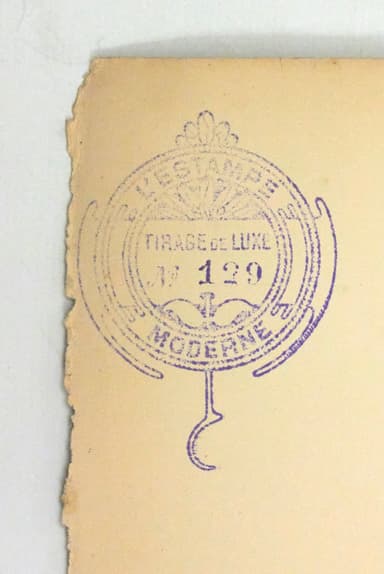 L'ESTAMPE
TIRAGE DE LUXE
No 129
MODERNE